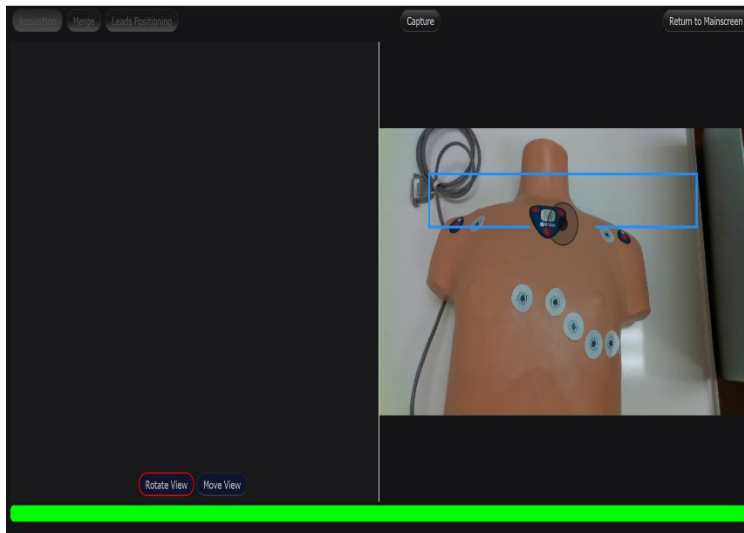 Acquisition Merge Leads Positioning Capture Return to Mainscreen
Rotate View Move View